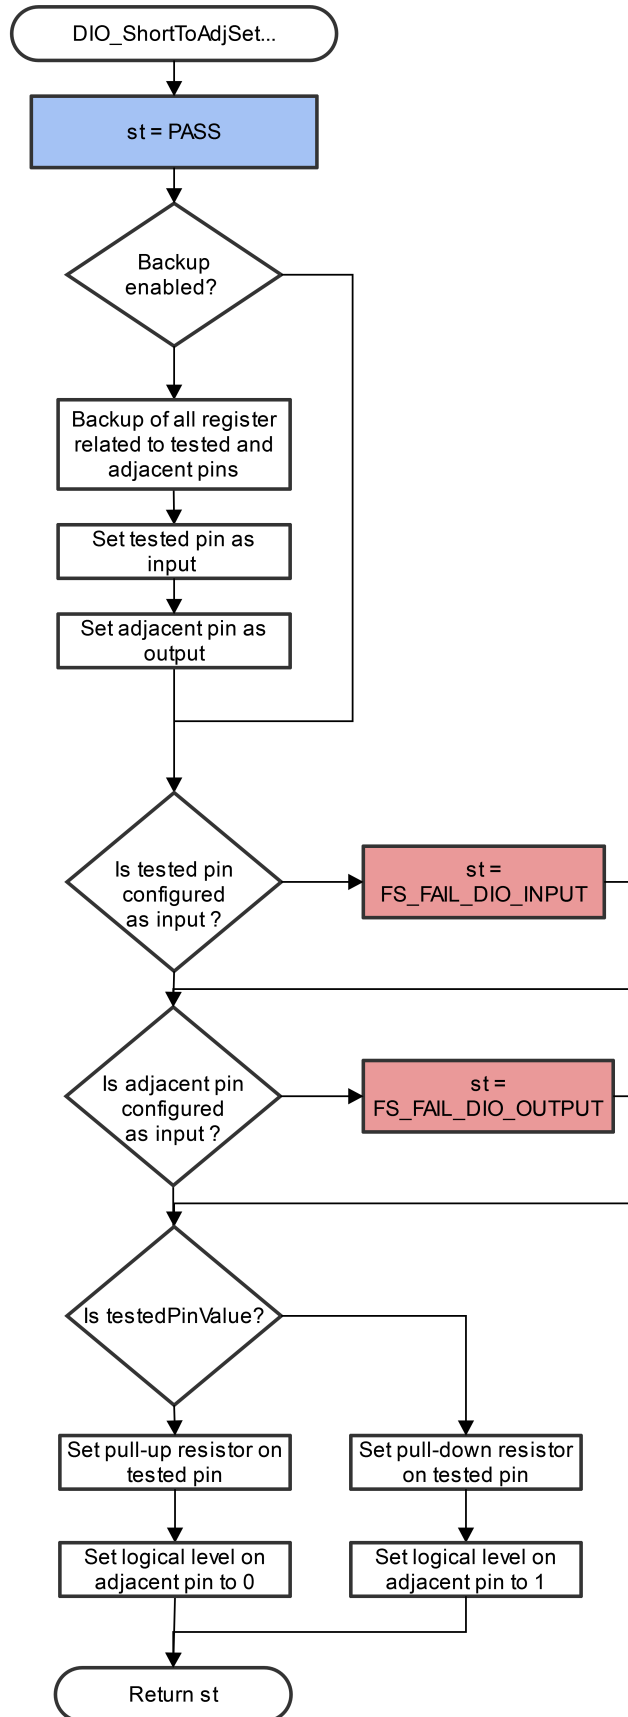 DIO_ShortToAdjSet...
st = PASS
Backup
enabled?
Backup of all register
related to tested and
adjacent pins
Set tested pin as
input
Set adjacent pin as
output
Is tested pin
configured
as input ?
st =
FS_FAIL_DIO_INPUT
Is adjacent pin
configured
as input ?
st =
FS_FAIL_DIO_OUTPUT
Is testedPinValue?
Set pull-up resistor on
tested pin
Set pull-down resistor
on tested pin
Set logical level on
adjacent pin to 0
Set logical level on
adjacent pin to 1
Return st